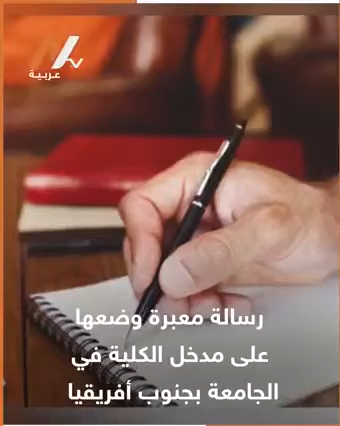 عربية
رسالة معبرة وضعها
على مدخل الكلية في
الجامعة بجنوب أفريقيا